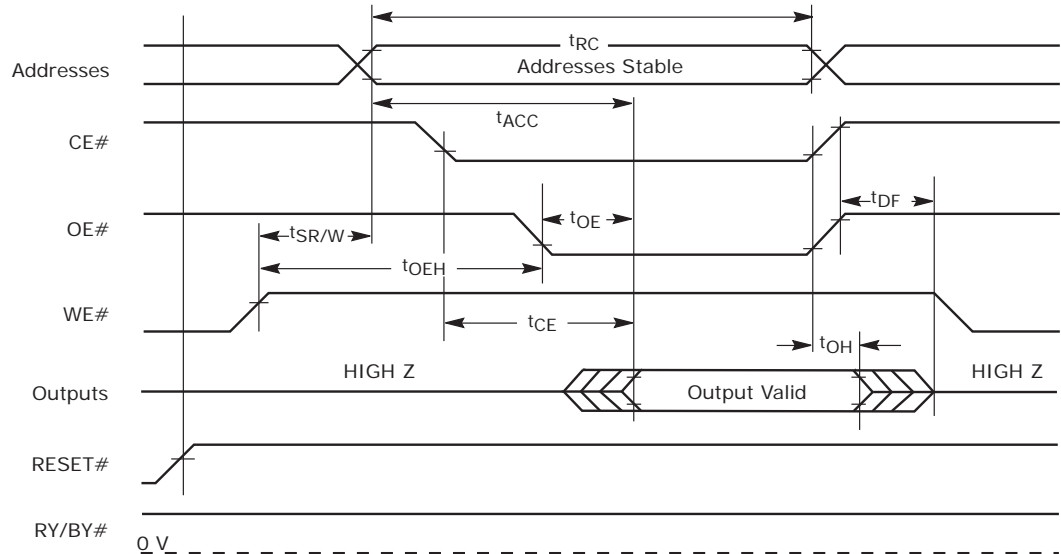 tRC
Addresses
Addresses Stable
tACC
CE#
tDF
tOE
OE#
tSR/W
tOEH
WE#
tCE
tOH
HIGH Z
HIGH Z
Outputs
Output Valid
RESET#
RY/BY#
0 V